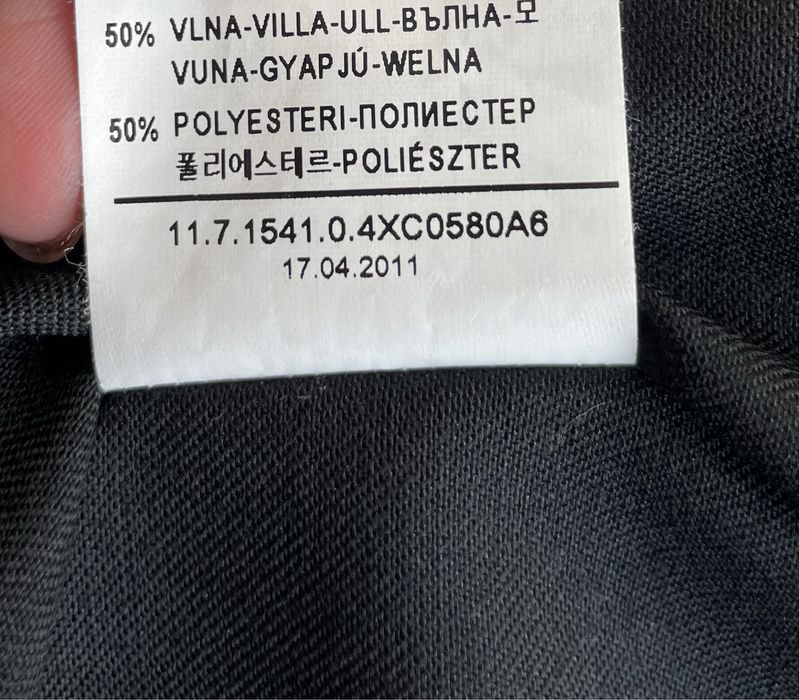 50% VLNA-VILLA-ULL-ВЪЛНА-모
VUNA-GYAPJÚ-WELNA
50% POLYESTERI-ПОЛИЕСТЕР
폴리에스테르-POLIÉSZTER
11.7.1541.0.4XC0580A6
17.04.2011